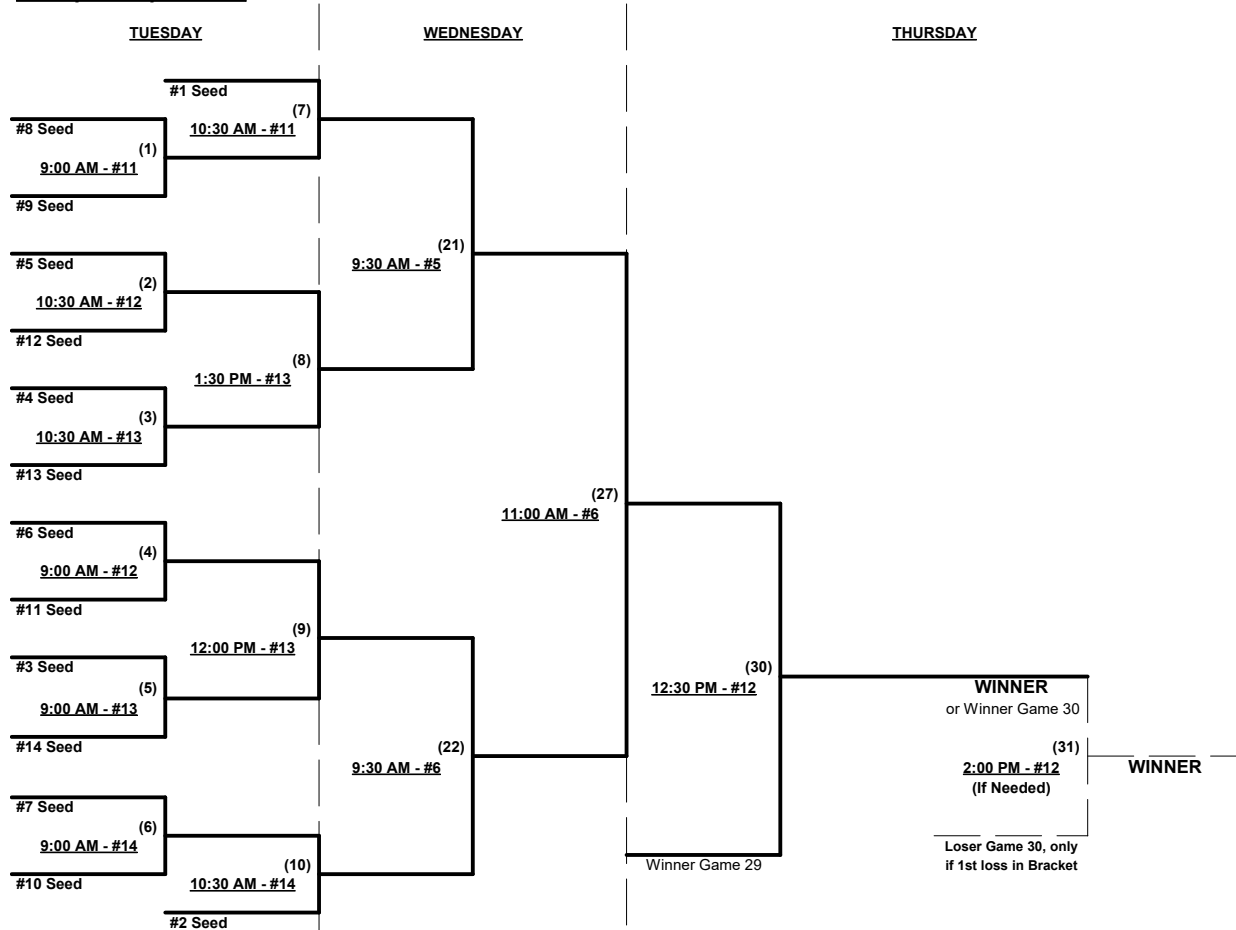 TUESDAY
WEDNESDAY
THURSDAY
#1 Seed
(7)
10:30 AM - #11
#8 Seed
(1)
9:00 AM - #11
#9 Seed
(21)
9:30 AM - #5
#5 Seed
(2)
10:30 AM - #12
#12 Seed
(8)
1:30 PM - #13
#4 Seed
(3)
10:30 AM - #13
#13 Seed
(27)
11:00 AM - #6
#6 Seed
(4)
9:00 AM - #12
#11 Seed
(9)
12:00 PM - #13
#3 Seed
(5)
9:00 AM - #13
#14 Seed
(22)
9:30 AM - #6
#7 Seed
(6)
9:00 AM - #14
#10 Seed
(10)
10:30 AM - #14
#2 Seed
(30)
12:30 PM - #12
Winner Game 29
WINNER
or Winner Game 30
(31)
2:00 PM - #12
(If Needed)
WINNER
Loser Game 30, only
if 1st loss in Bracket